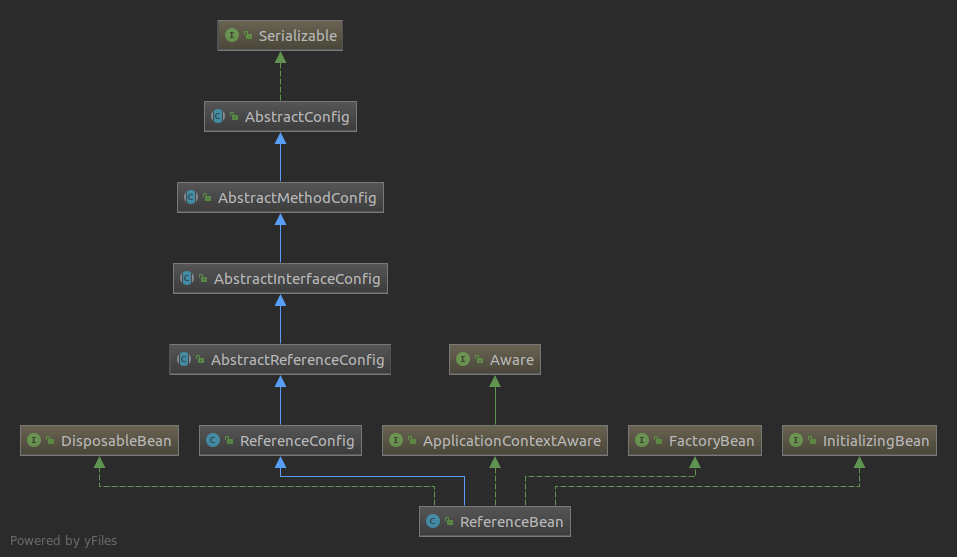 Serializable
AbstractConfig
AbstractMethodConfig
AbstractInterfaceConfig
AbstractReferenceConfig
Aware
DisposableBean
ReferenceConfig
ApplicationContextAware
FactoryBean
InitializingBean
ReferenceBean
Powered by yFiles